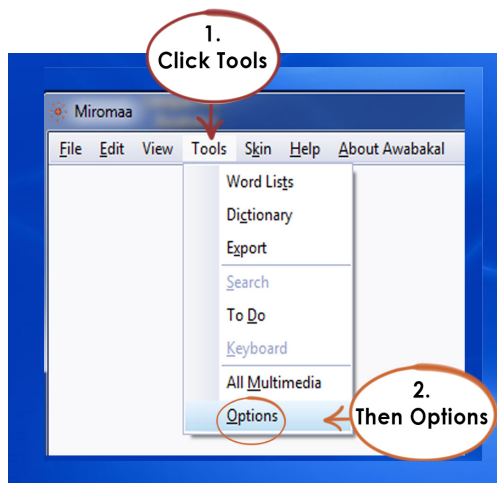 1.
Click Tools
Miromaa
File Edit View Tools Skin Help About Awabakal
Word Lists
Dictionary
Export
Search
To Do
Keyboard
All Multimedia
Options
2.
Then Options